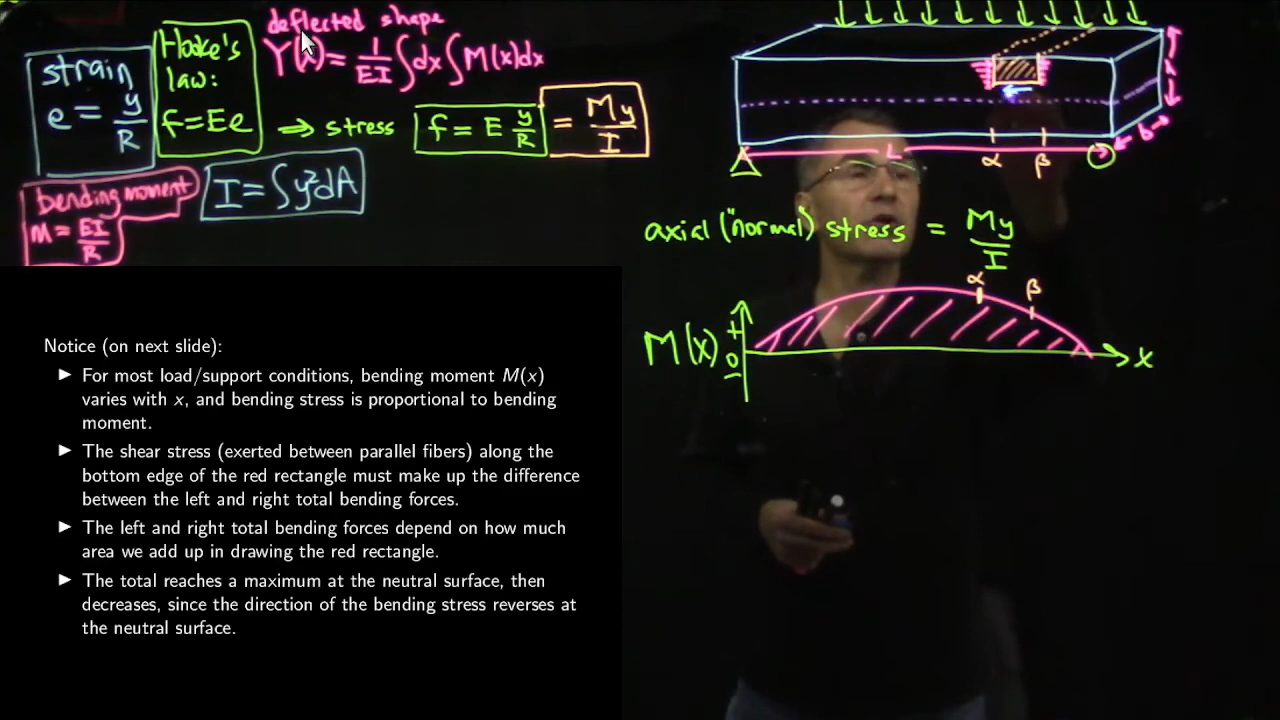 deflected shape
Y(x) = 1/EI ∫dx ∫M(x)dx
strain
e = y/R
Hooke's
law:
f=Ee
⇒ stress
f = E y/R
= My/I
bending moment
M = EI/R
I = ∫y²dA
L
α
β
b
axial ("normal") stress = My/I
α
β
M(x)
+
0
−
x
Notice (on next slide):
▶ For most load/support conditions, bending moment M(x)
varies with x, and bending stress is proportional to bending
moment.
▶ The shear stress (exerted between parallel fibers) along the
bottom edge of the red rectangle must make up the difference
between the left and right total bending forces.
▶ The left and right total bending forces depend on how much
area we add up in drawing the red rectangle.
▶ The total reaches a maximum at the neutral surface, then
decreases, since the direction of the bending stress reverses at
the neutral surface.